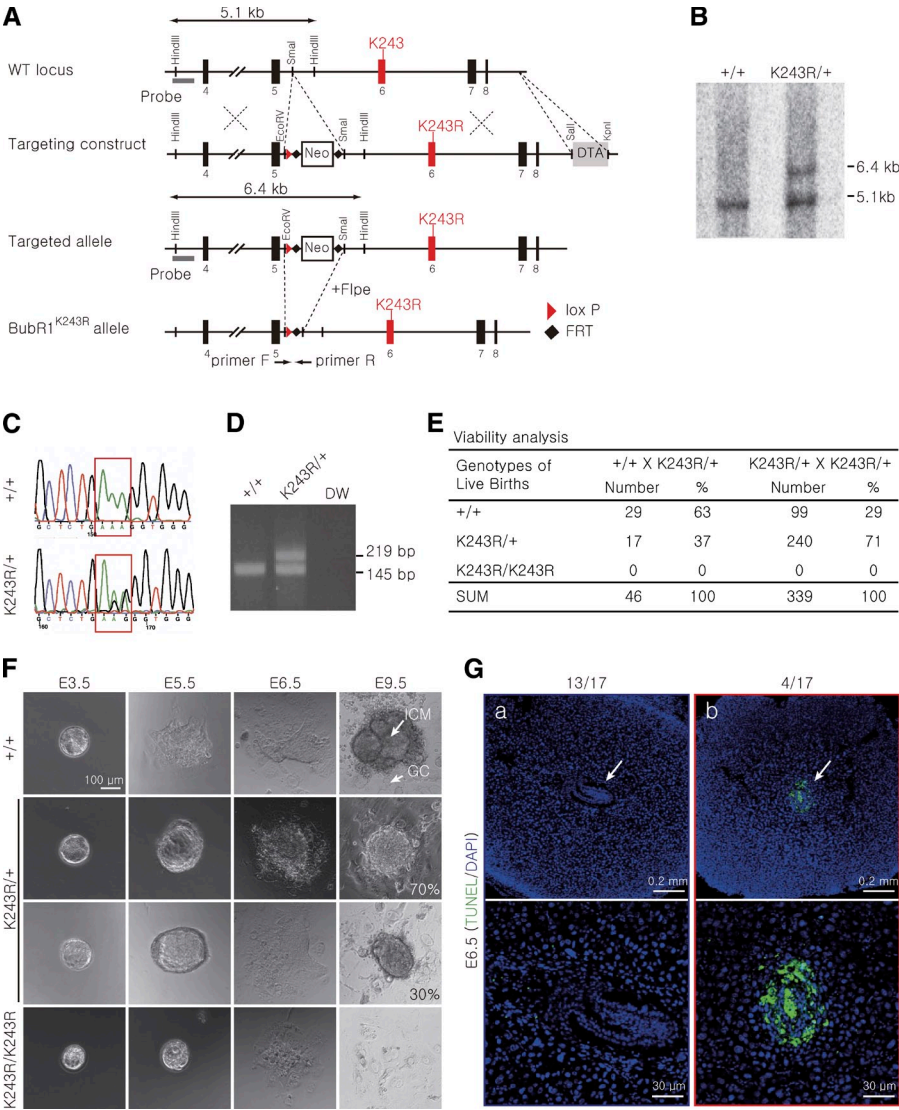 A
5.1 kb
HindIII
SmaI
HindIII
K243
WT locus
Probe
4
5
6
7
8
Targeting construct
HindIII
EcoRV
Neo
SmaI
HindIII
K243R
SalI
KpnI
DTA
4
5
6
7
8
6.4 kb
Targeted allele
HindIII
EcoRV
Neo
SmaI
HindIII
K243R
Probe
4
5
6
7
8
+Flpe
BubR1K243R allele
K243R
4
5
6
7
8
primer F
primer R
lox P
FRT
B
+/+ K243R/+
6.4 kb
5.1kb
C
+/+
G C T C T G A A A G G T G G G
150
K243R/+
G C T C T G A A G G G T G G G
160 170
D
+/+ K243R/+ DW
219 bp
145 bp
E
Viability analysis
Genotypes of Live Births +/+ X K243R/+ K243R/+ X K243R/+
Number % Number %
+/+ 29 63 99 29
K243R/+ 17 37 240 71
K243R/K243R 0 0 0 0
SUM 46 100 339 100
F
E3.5 E5.5 E6.5 E9.5
+/+
100 μm
ICM
GC
K243R/+
70%
30%
K243R/K243R
G
13/17 4/17
E6.5 (TUNEL/DAPI)
a
0.2 mm
b
0.2 mm
30 μm
30 μm